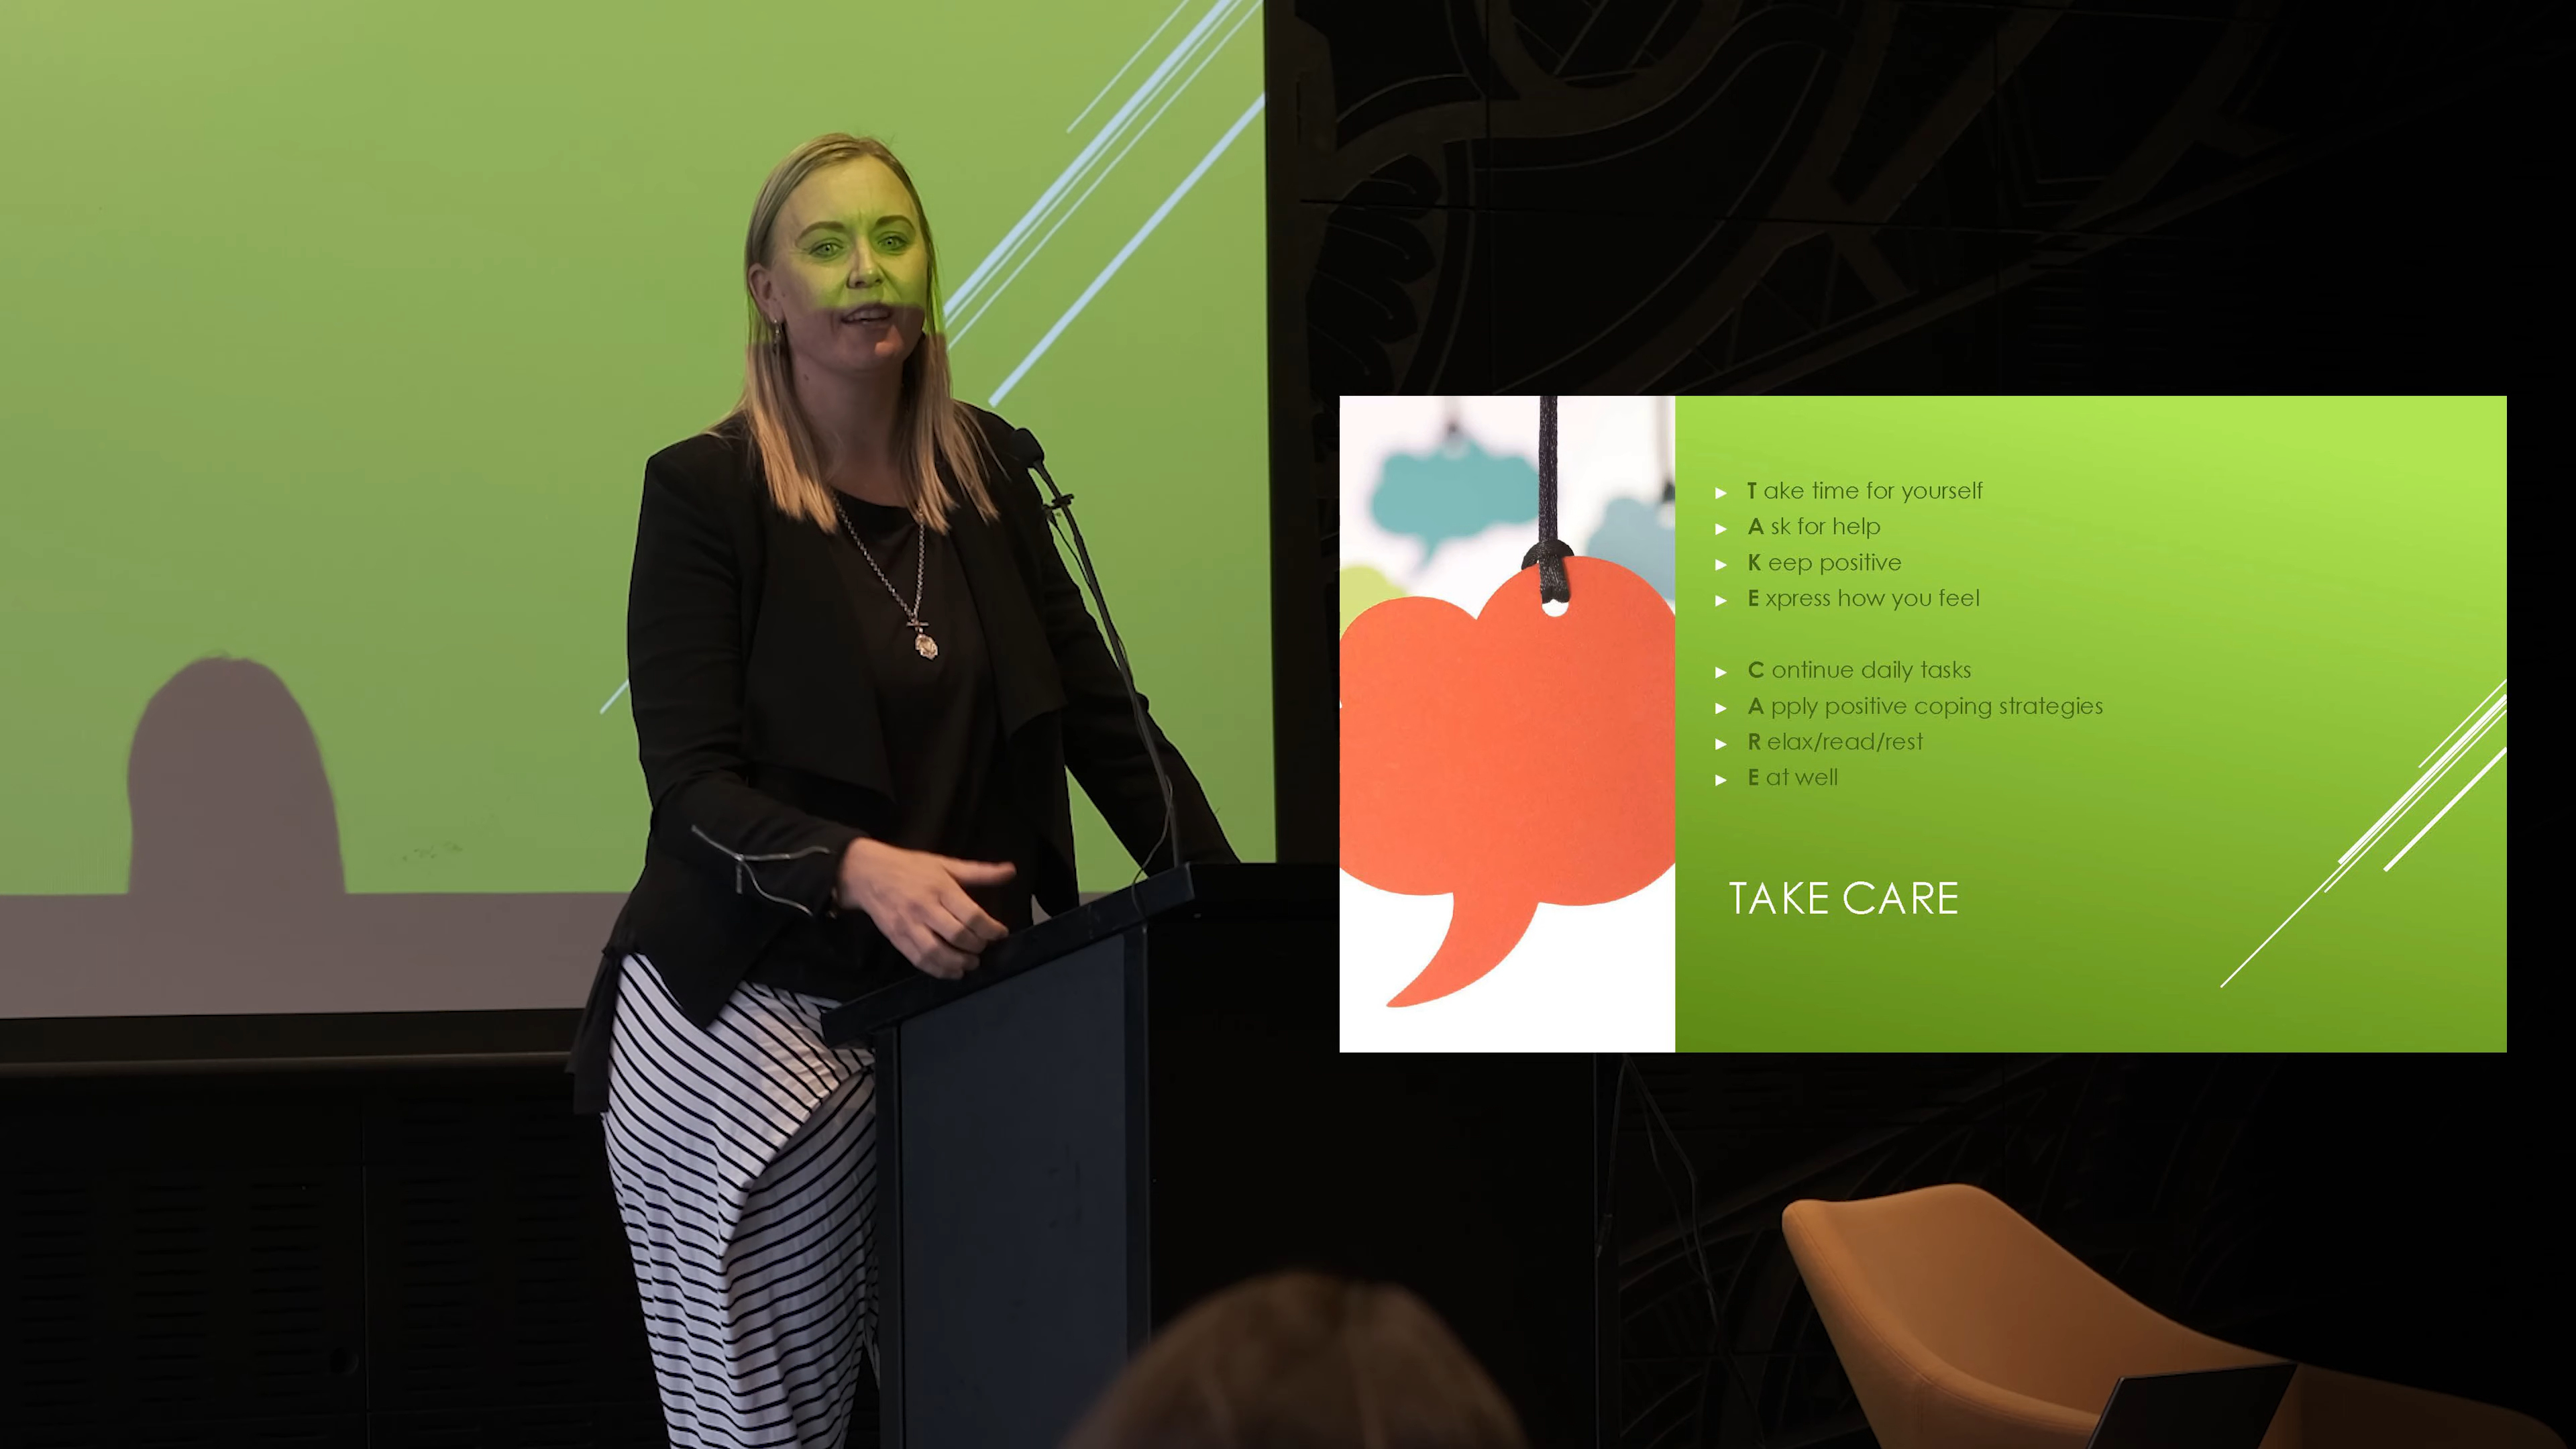 ► T ake time for yourself
► A sk for help
► K eep positive
► E xpress how you feel
► C ontinue daily tasks
► A pply positive coping strategies
► R elax/read/rest
► E at well
TAKE CARE